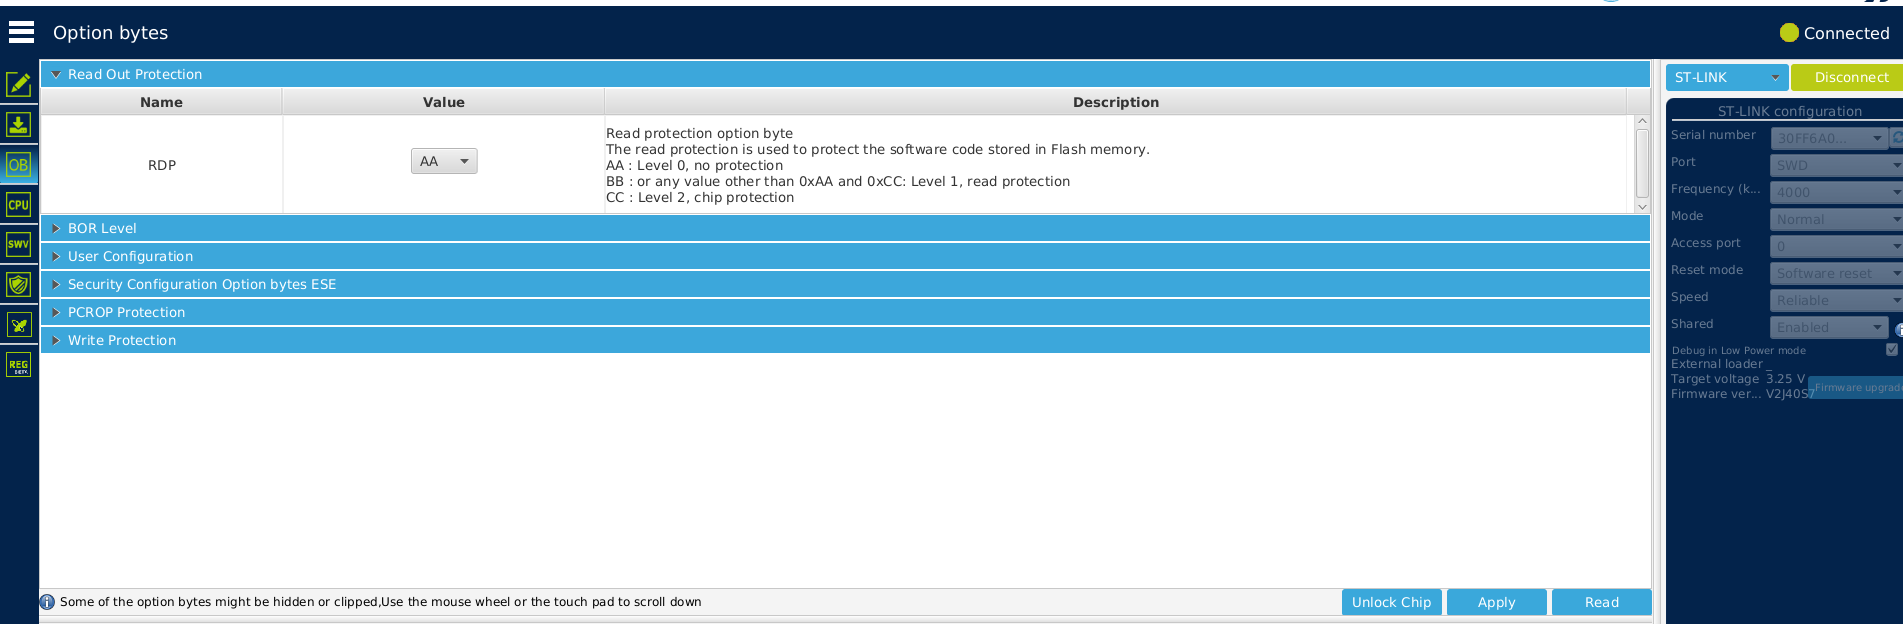 Option bytes
Connected
Read Out Protection
Name Value Description
RDP
AA
Read protection option byte
The read protection is used to protect the software code stored in Flash memory.
AA : Level 0, no protection
BB : or any value other than 0xAA and 0xCC: Level 1, read protection
CC : Level 2, chip protection
BOR Level
User Configuration
Security Configuration Option bytes ESE
PCROP Protection
Write Protection
Some of the option bytes might be hidden or clipped,Use the mouse wheel or the touch pad to scroll down
Unlock Chip Apply Read
OB
CPU
SWV
REG
ST-LINK Disconnect
ST-LINK configuration
Serial number 30FF6A0...
Port SWD
Frequency (k... 4000
Mode Normal
Access port 0
Reset mode Software reset
Speed Reliable
Shared Enabled
Debug in Low Power mode
External loader _
Target voltage 3.25 V
Firmware upgrade
Firmware ver... V2J40S7